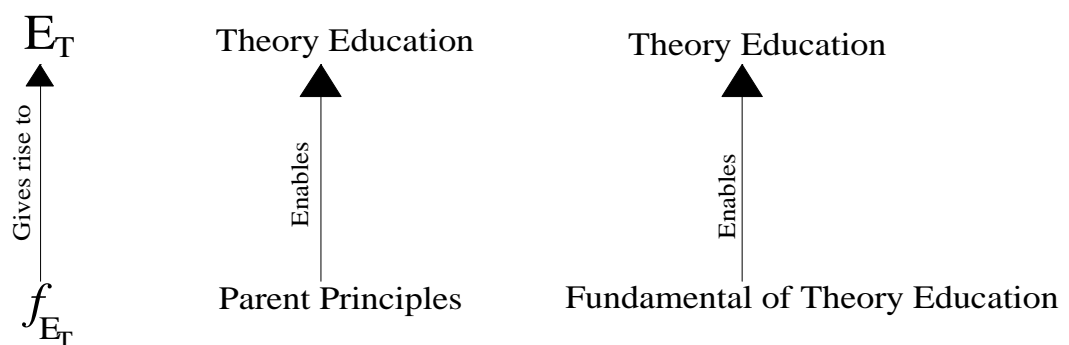 E_T
Theory Education
Theory Education
Gives rise to
Enables
Enables
f_E_T
Parent Principles
Fundamental of Theory Education